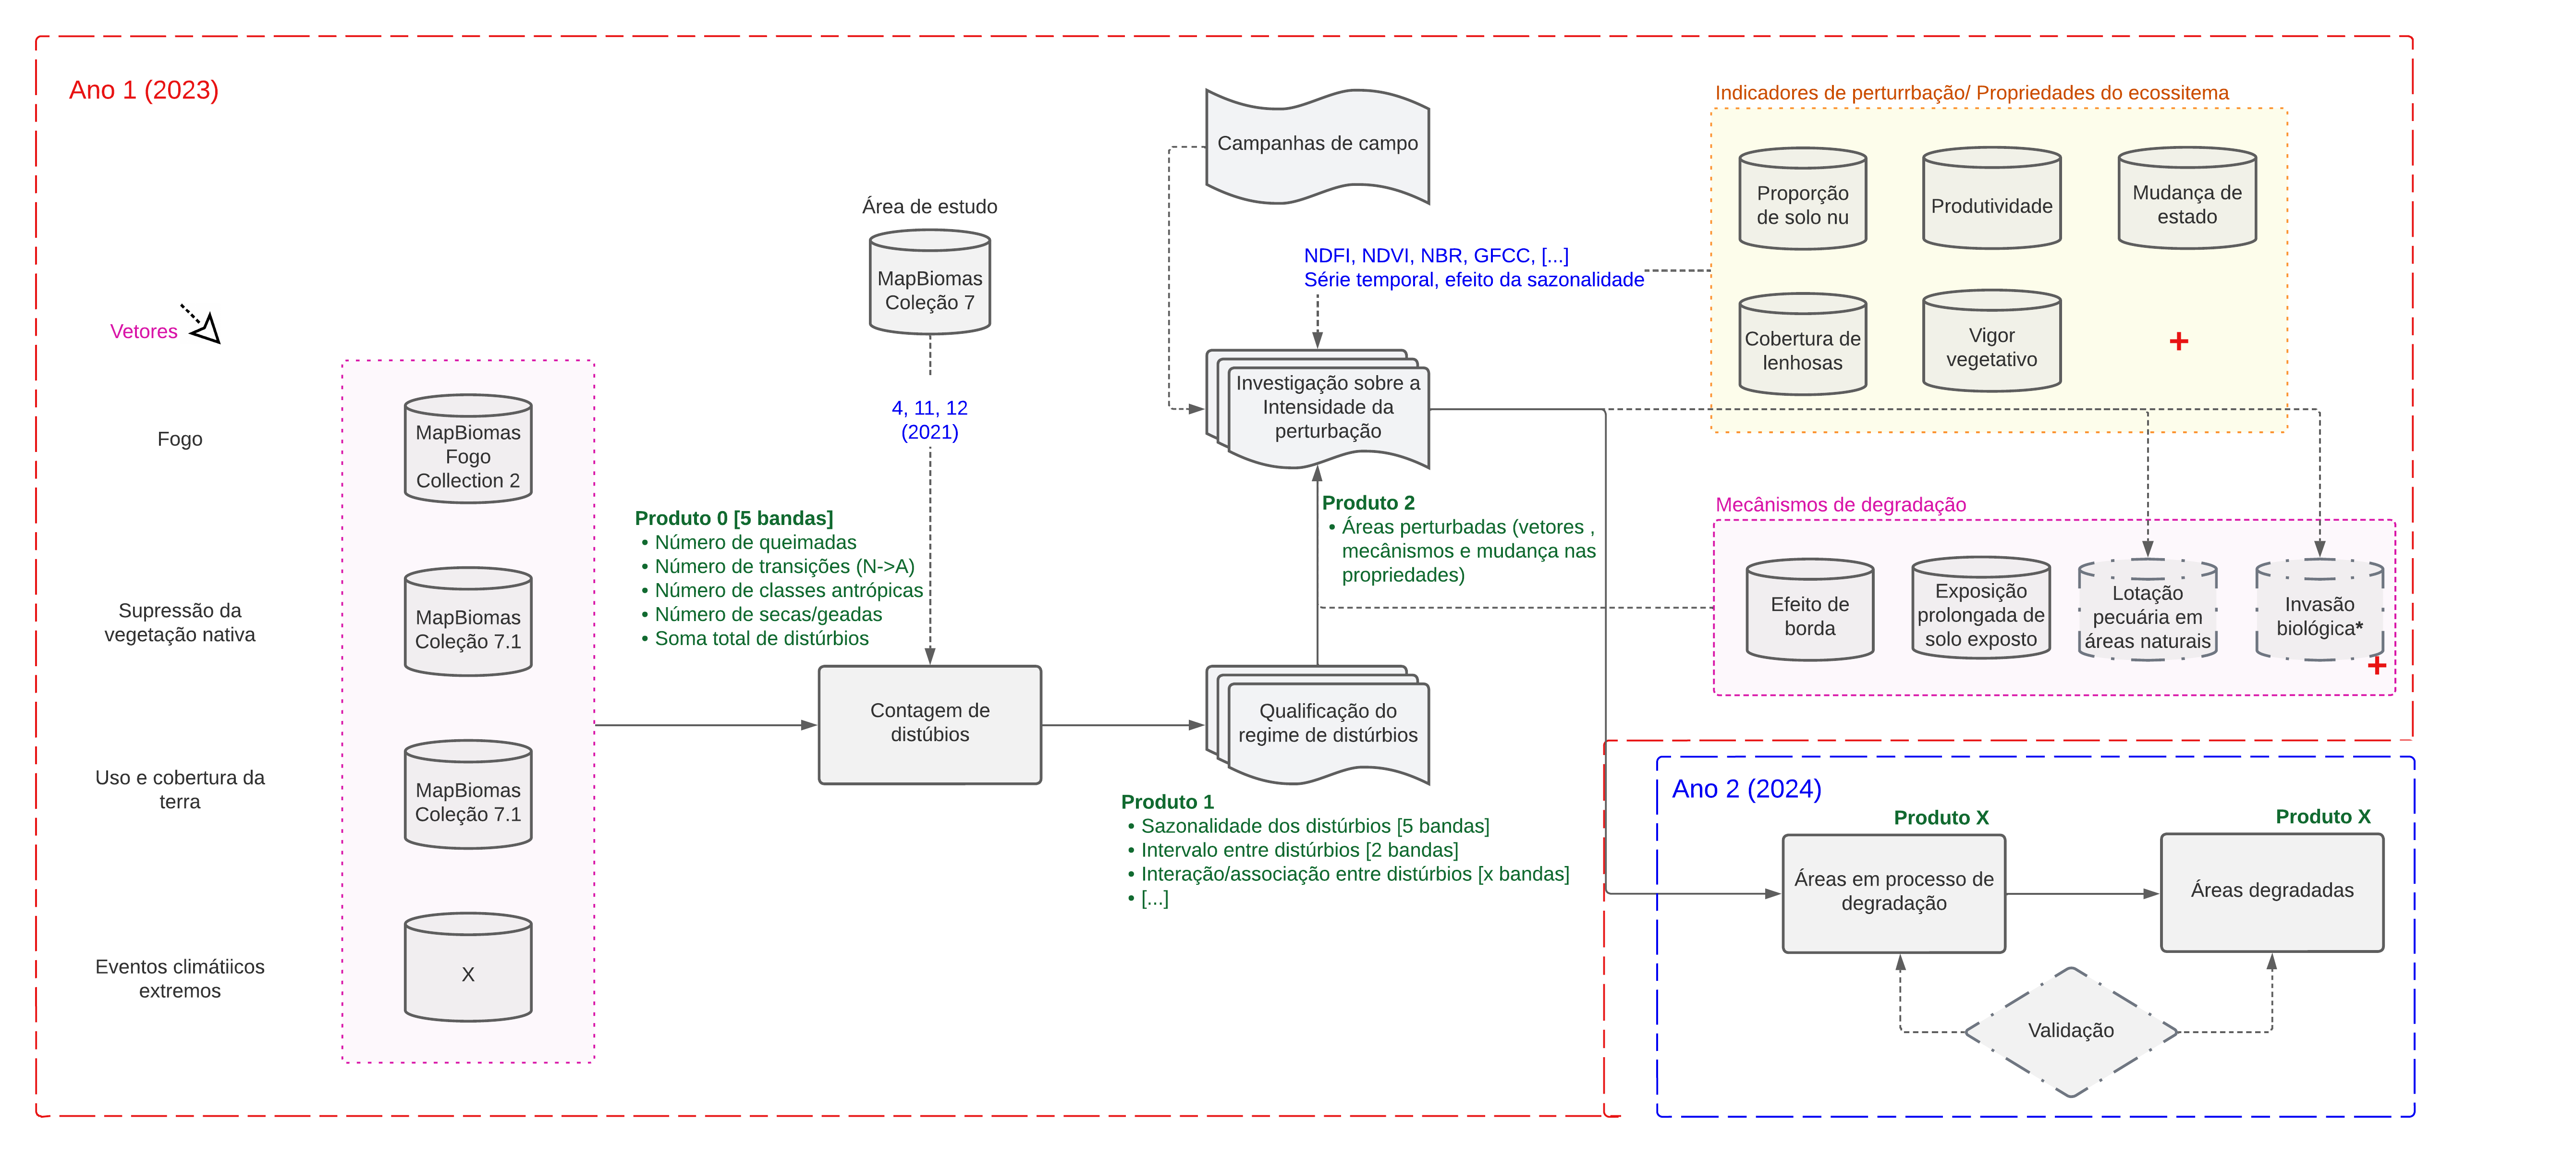 Ano 1 (2023)
Vetores
Fogo
Supressão da
vegetação nativa
Uso e cobertura da
terra
Eventos climátiicos
extremos
MapBiomas
Fogo
Collection 2
MapBiomas
Coleção 7.1
MapBiomas
Coleção 7.1
X
Produto 0 [5 bandas]
• Número de queimadas
• Número de transições (N->A)
• Número de classes antrópicas
• Número de secas/geadas
• Soma total de distúrbios
Área de estudo
MapBiomas
Coleção 7
4, 11, 12
(2021)
Contagem de
distúbios
Campanhas de campo
NDFI, NDVI, NBR, GFCC, [...]
Série temporal, efeito da sazonalidade
Investigação sobre a
Intensidade da
perturbação
Produto 2
• Áreas perturbadas (vetores ,
mecânismos e mudança nas
propriedades)
Qualificação do
regime de distúrbios
Produto 1
• Sazonalidade dos distúrbios [5 bandas]
• Intervalo entre distúrbios [2 bandas]
• Interação/associação entre distúrbios [x bandas]
• [...]
Indicadores de perturrbação/ Propriedades do ecossitema
Proporção
de solo nu
Produtividade
Mudança de
estado
Cobertura de
lenhosas
Vigor
vegetativo
+
Mecânismos de degradação
Efeito de
borda
Exposição
prolongada de
solo exposto
Lotação
pecuária em
áreas naturais
Invasão
biológica*
+
Ano 2 (2024)
Produto X
Áreas em processo de
degradação
Produto X
Áreas degradadas
Validação